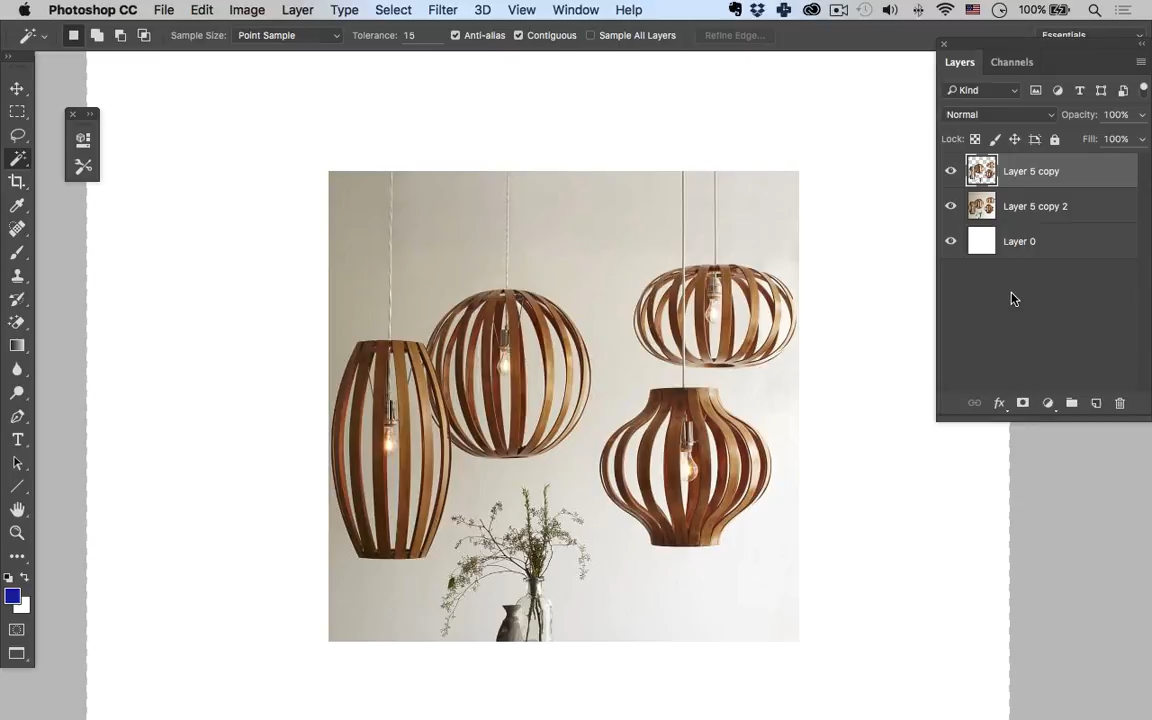 Photoshop CC File Edit Image Layer Type Select Filter 3D View Window Help 100%
Sample Size: Point Sample Tolerance: 15 Anti-alias Contiguous Sample All Layers Refine Edge... Essentials
Layers Channels
Kind
Normal Opacity: 100%
Lock: Fill: 100%
Layer 5 copy
Layer 5 copy 2
Layer 0
fx